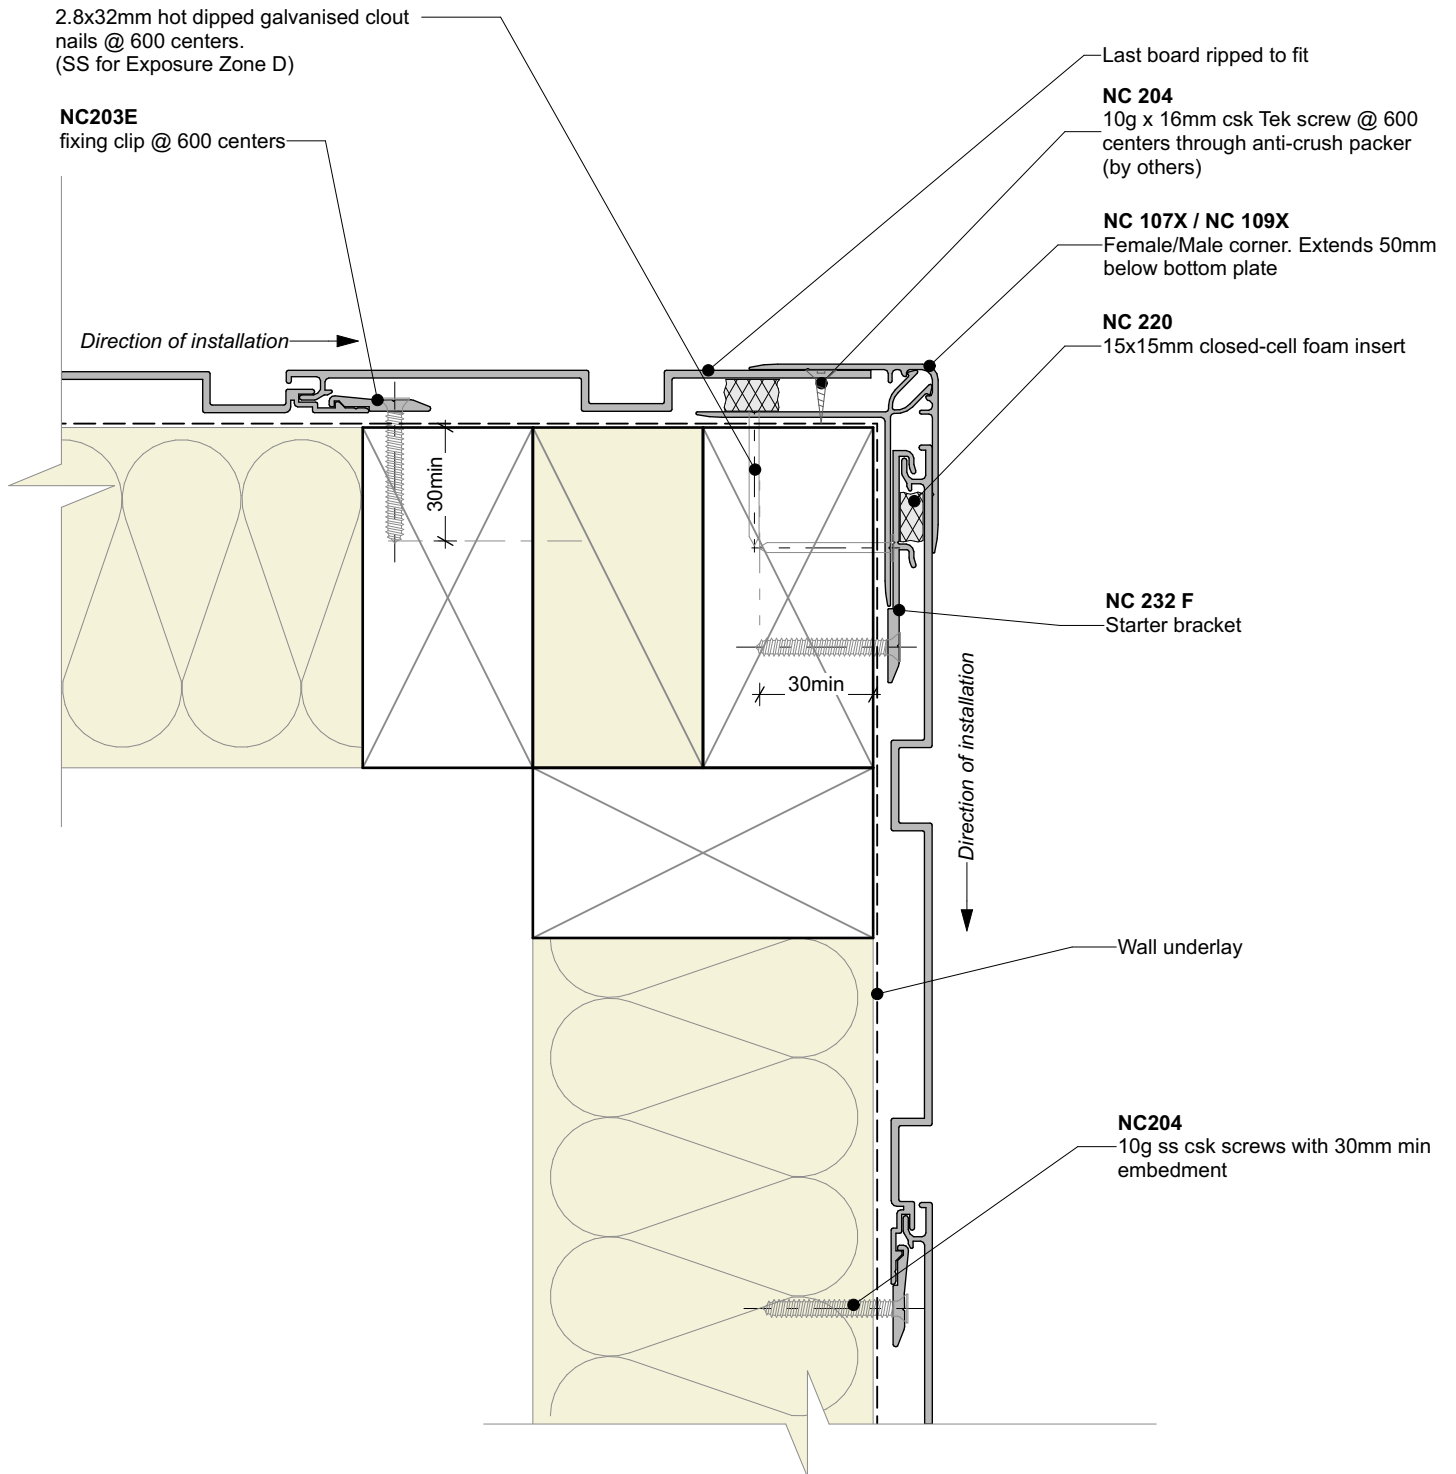 2.8x32mm hot dipped galvanised clout
nails @ 600 centers.
(SS for Exposure Zone D)
NC203E
fixing clip @ 600 centers
Last board ripped to fit
NC 204
10g x 16mm csk Tek screw @ 600
centers through anti-crush packer
(by others)
NC 107X / NC 109X
Female/Male corner. Extends 50mm
below bottom plate
NC 220
15x15mm closed-cell foam insert
Direction of installation
30min
NC 232 F
Starter bracket
30min
Direction of installation
Wall underlay
NC204
10g ss csk screws with 30mm min
embedment